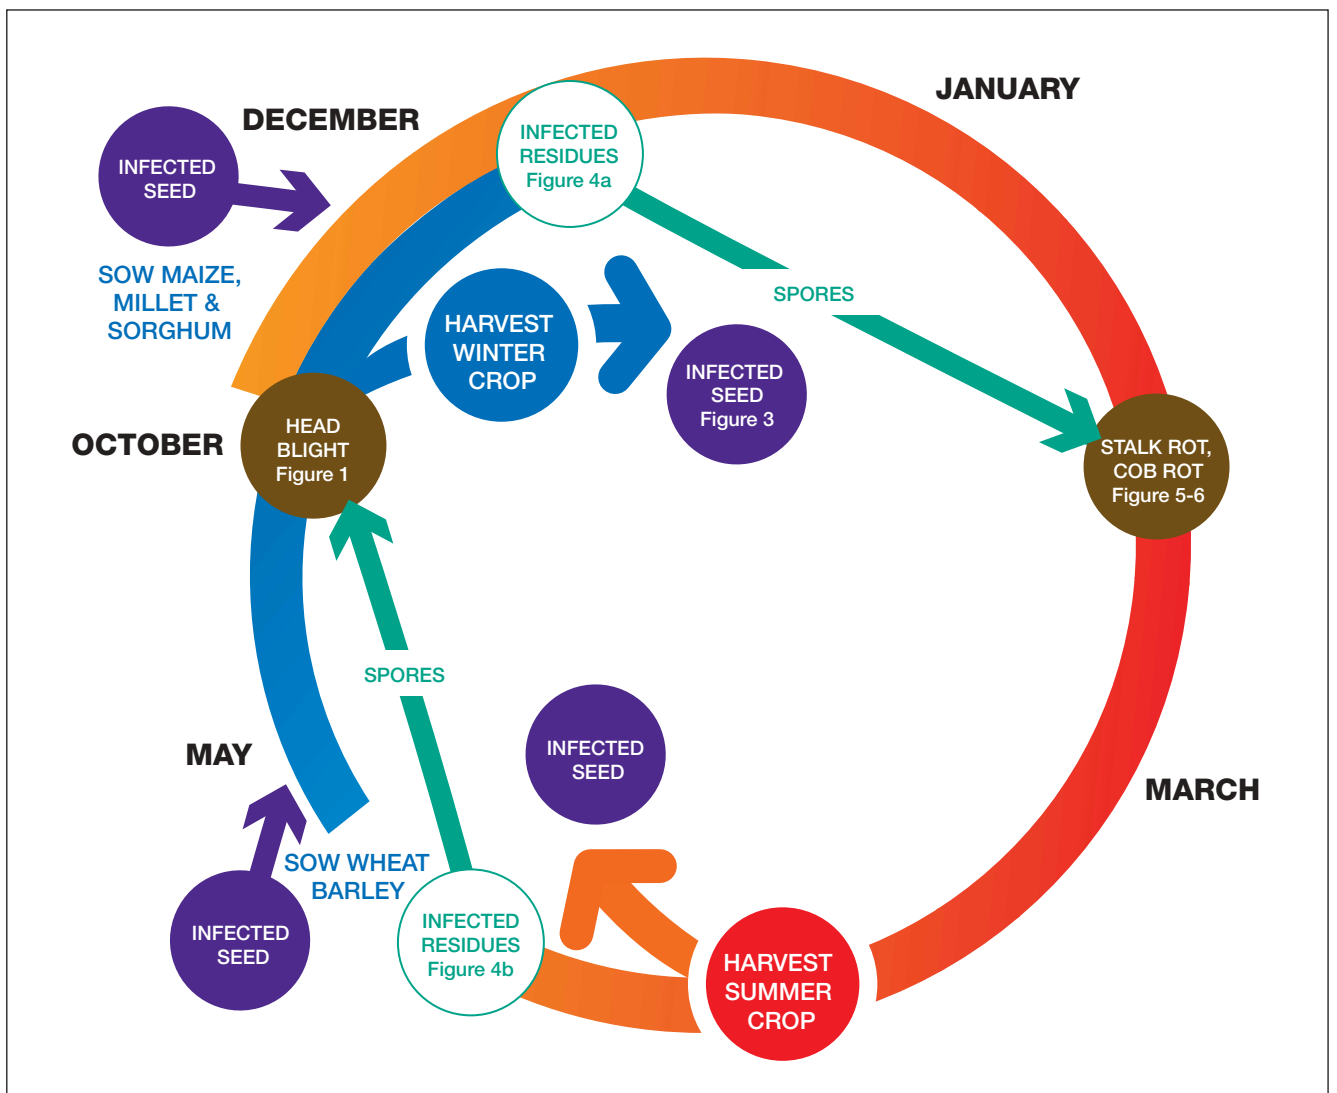 JANUARY
DECEMBER
INFECTED
RESIDUES
Figure 4a
INFECTED
SEED
SOW MAIZE,
MILLET &
SORGHUM
SPORES
HARVEST
WINTER
CROP
INFECTED
SEED
Figure 3
OCTOBER
HEAD
BLIGHT
Figure 1
STALK ROT,
COB ROT
Figure 5-6
SPORES
MAY
INFECTED
SEED
MARCH
SOW WHEAT
BARLEY
INFECTED
SEED
INFECTED
RESIDUES
Figure 4b
HARVEST
SUMMER
CROP